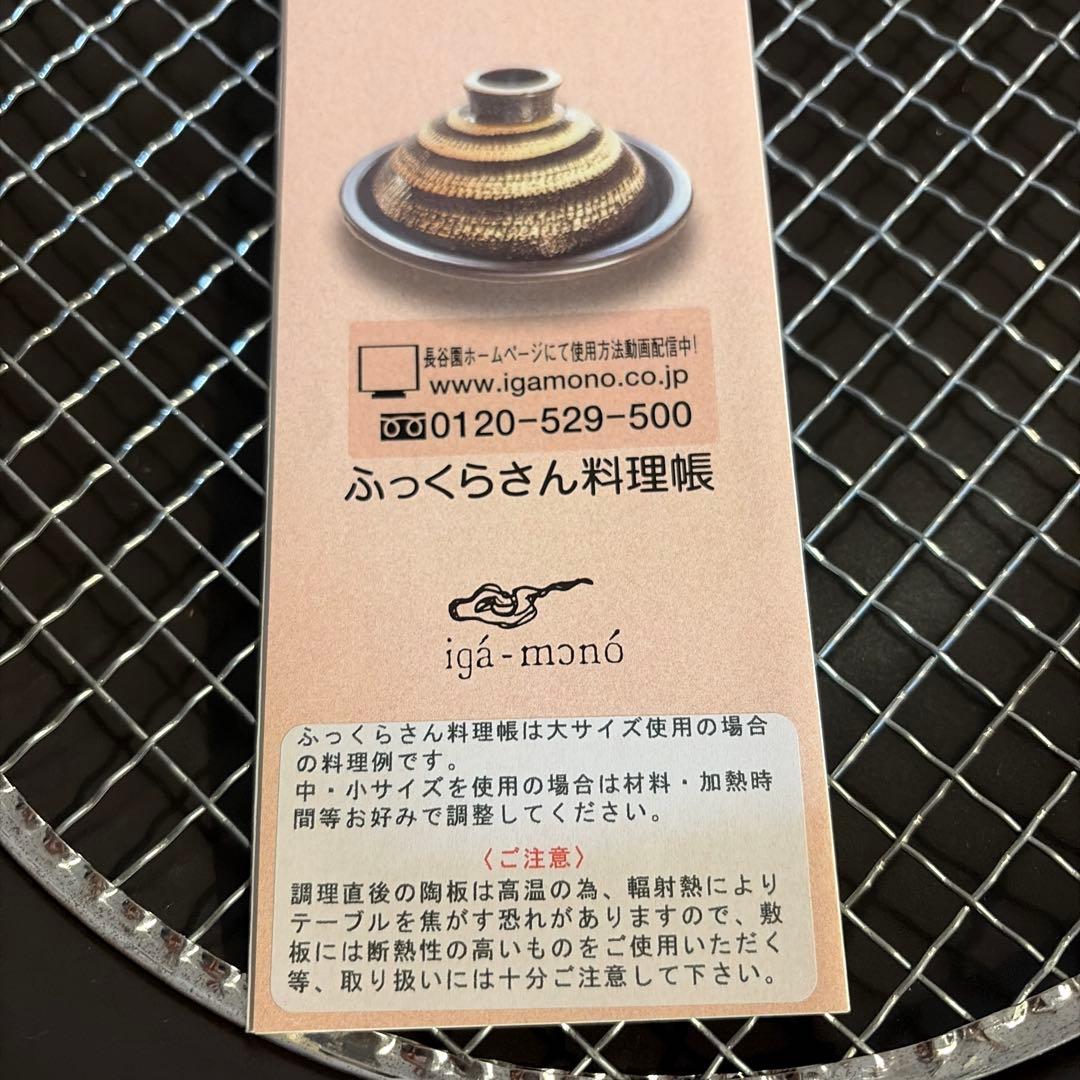 長谷園ホームページにて使用方法動画配信中!
www.igamono.co.jp
0120-529-500
ふっくらさん料理帳
igá-mɔnó
ふっくらさん料理帳は大サイズ使用の場合
の料理例です。
中・小サイズを使用の場合は材料・加熱時
間等お好みで調整してください。
〈ご注意〉
調理直後の陶板は高温の為、輻射熱により
テーブルを焦がす恐れがありますので、敷
板には断熱性の高いものをご使用いただく
等、取り扱いには十分ご注意して下さい。